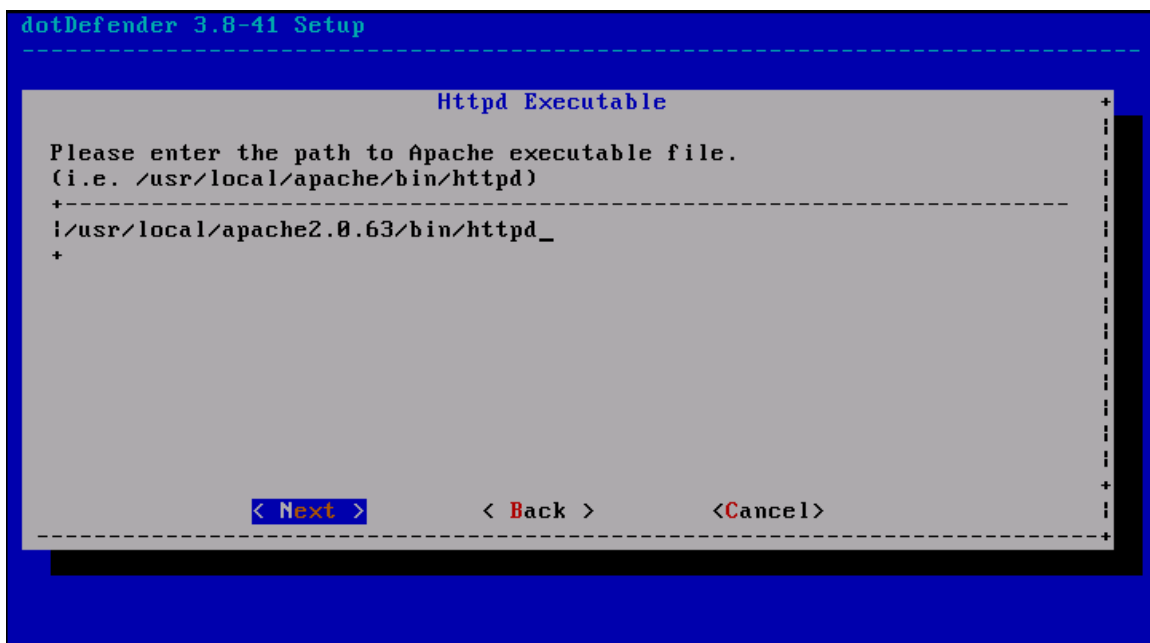 dotDefender 3.8-41 Setup
Httpd Executable
Please enter the path to Apache executable file.
(i.e. /usr/local/apache/bin/httpd)
/usr/local/apache2.0.63/bin/httpd_
< Next > < Back > <Cancel>